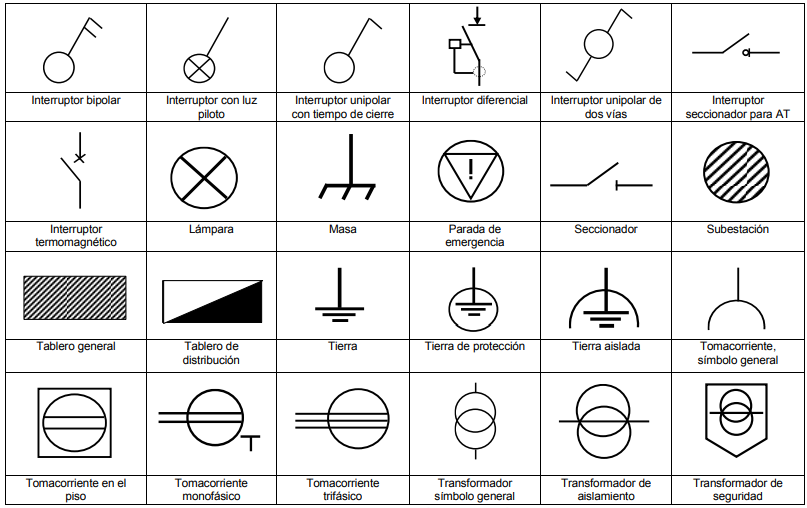 Interruptor bipolar
Interruptor con luz
piloto
Interruptor unipolar
con tiempo de cierre
Interruptor diferencial
Interruptor unipolar de
dos vías
Interruptor
seccionador para AT
Interruptor
termomagnético
Lámpara
Masa
!
Parada de
emergencia
Seccionador
Subestación
Tablero general
Tablero de
distribución
Tierra
Tierra de protección
Tierra aislada
Tomacorriente,
símbolo general
T
Tomacorriente en el
piso
Tomacorriente
monofásico
Tomacorriente
trifásico
Transformador
símbolo general
Transformador de
aislamiento
Transformador de
seguridad